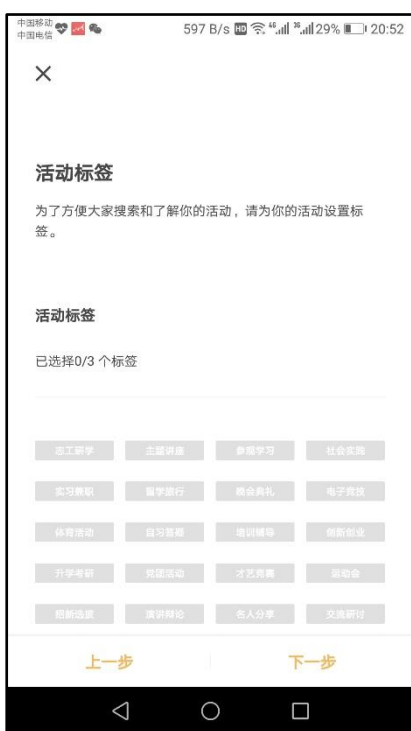 中国移动
中国电信
597 B/s HD 4G 3G 29% 20:52
活动标签
为了方便大家搜索和了解你的活动，请为你的活动设置标
签。
活动标签
已选择0/3 个标签
志工研学 主题讲座 参观学习 社会实践
实习兼职 留学旅行 晚会典礼 电子竞技
体育活动 自习答疑 培训辅导 创新创业
升学考研 党团活动 才艺竞赛 运动会
招新选拔 演讲辩论 名人分享 交流研讨
上一步 下一步